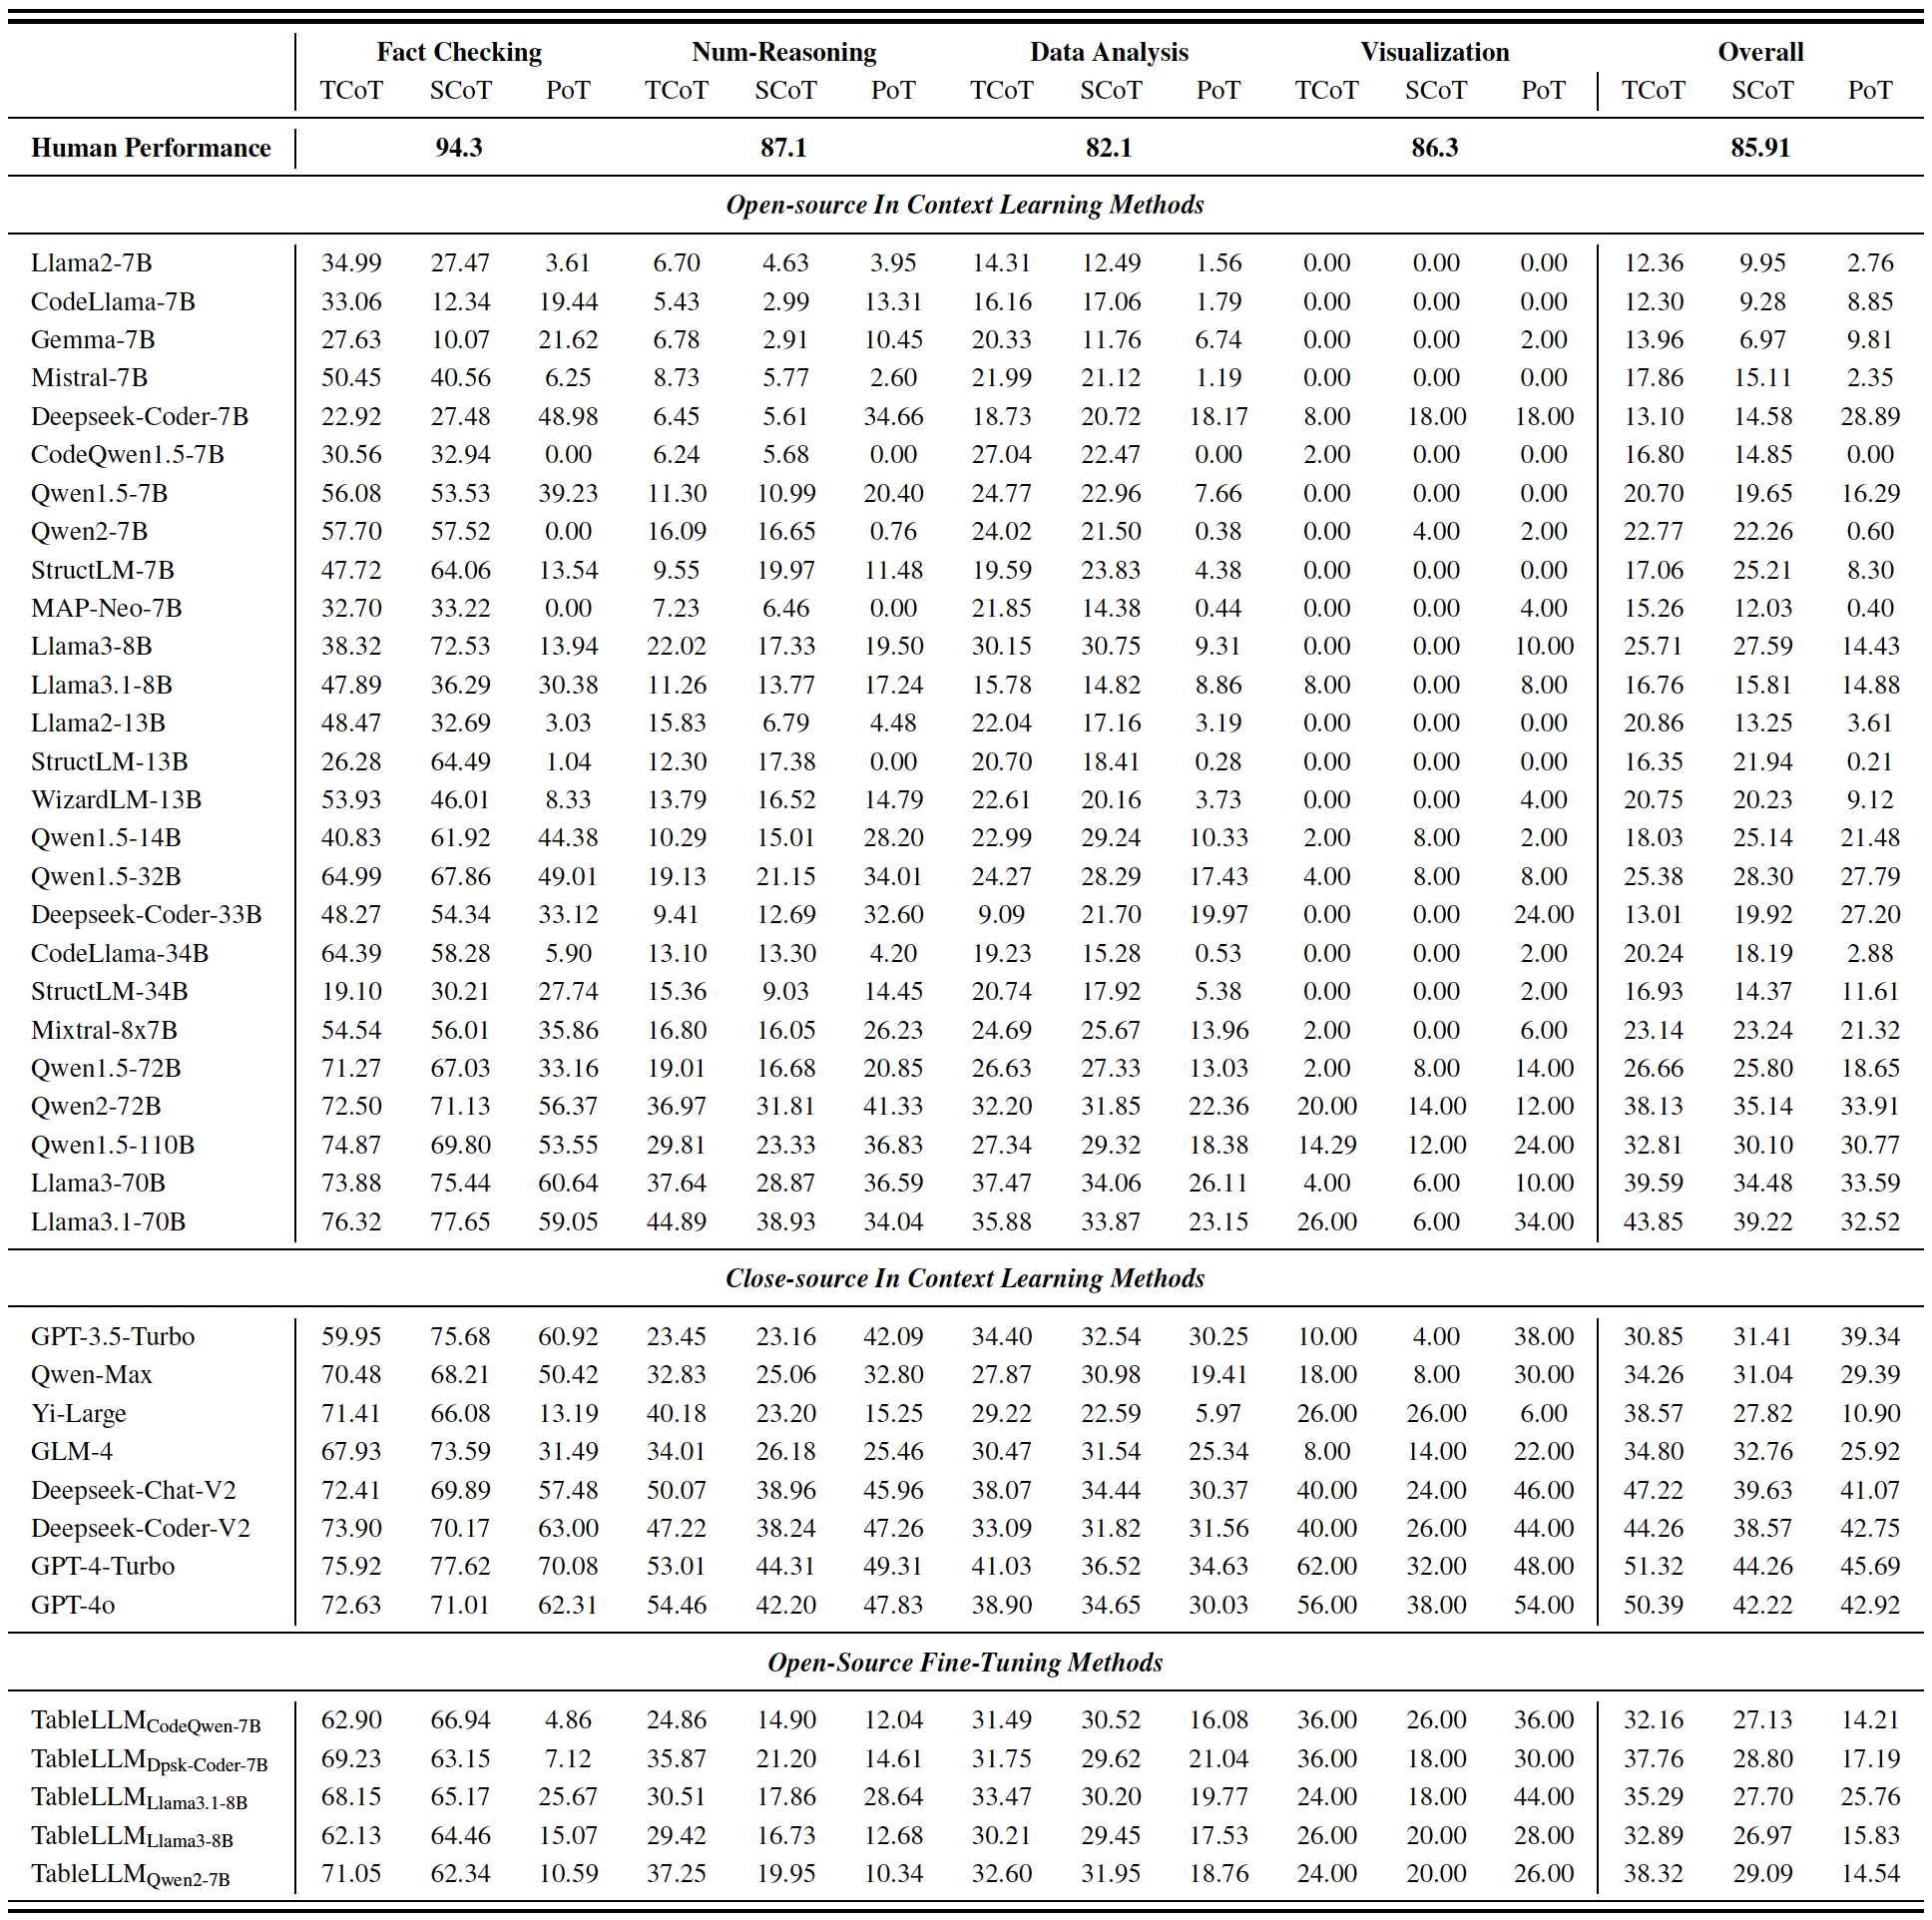 Fact Checking Num-Reasoning Data Analysis Visualization Overall
TCoT SCoT PoT TCoT SCoT PoT TCoT SCoT PoT TCoT SCoT PoT TCoT SCoT PoT
Human Performance 94.3 87.1 82.1 86.3 85.91
Open-source In Context Learning Methods
Llama2-7B 34.99 27.47 3.61 6.70 4.63 3.95 14.31 12.49 1.56 0.00 0.00 0.00 12.36 9.95 2.76
CodeLlama-7B 33.06 12.34 19.44 5.43 2.99 13.31 16.16 17.06 1.79 0.00 0.00 0.00 12.30 9.28 8.85
Gemma-7B 27.63 10.07 21.62 6.78 2.91 10.45 20.33 11.76 6.74 0.00 0.00 2.00 13.96 6.97 9.81
Mistral-7B 50.45 40.56 6.25 8.73 5.77 2.60 21.99 21.12 1.19 0.00 0.00 0.00 17.86 15.11 2.35
Deepseek-Coder-7B 22.92 27.48 48.98 6.45 5.61 34.66 18.73 20.72 18.17 8.00 18.00 18.00 13.10 14.58 28.89
CodeQwen1.5-7B 30.56 32.94 0.00 6.24 5.68 0.00 27.04 22.47 0.00 2.00 0.00 0.00 16.80 14.85 0.00
Qwen1.5-7B 56.08 53.53 39.23 11.30 10.99 20.40 24.77 22.96 7.66 0.00 0.00 0.00 20.70 19.65 16.29
Qwen2-7B 57.70 57.52 0.00 16.09 16.65 0.76 24.02 21.50 0.38 0.00 4.00 2.00 22.77 22.26 0.60
StructLM-7B 47.72 64.06 13.54 9.55 19.97 11.48 19.59 23.83 4.38 0.00 0.00 0.00 17.06 25.21 8.30
MAP-Neo-7B 32.70 33.22 0.00 7.23 6.46 0.00 21.85 14.38 0.44 0.00 0.00 4.00 15.26 12.03 0.40
Llama3-8B 38.32 72.53 13.94 22.02 17.33 19.50 30.15 30.75 9.31 0.00 0.00 10.00 25.71 27.59 14.43
Llama3.1-8B 47.89 36.29 30.38 11.26 13.77 17.24 15.78 14.82 8.86 8.00 0.00 8.00 16.76 15.81 14.88
Llama2-13B 48.47 32.69 3.03 15.83 6.79 4.48 22.04 17.16 3.19 0.00 0.00 0.00 20.86 13.25 3.61
StructLM-13B 26.28 64.49 1.04 12.30 17.38 0.00 20.70 18.41 0.28 0.00 0.00 0.00 16.35 21.94 0.21
WizardLM-13B 53.93 46.01 8.33 13.79 16.52 14.79 22.61 20.16 3.73 0.00 0.00 4.00 20.75 20.23 9.12
Qwen1.5-14B 40.83 61.92 44.38 10.29 15.01 28.20 22.99 29.24 10.33 2.00 8.00 2.00 18.03 25.14 21.48
Qwen1.5-32B 64.99 67.86 49.01 19.13 21.15 34.01 24.27 28.29 17.43 4.00 8.00 8.00 25.38 28.30 27.79
Deepseek-Coder-33B 48.27 54.34 33.12 9.41 12.69 32.60 9.09 21.70 19.97 0.00 0.00 24.00 13.01 19.92 27.20
CodeLlama-34B 64.39 58.28 5.90 13.10 13.30 4.20 19.23 15.28 0.53 0.00 0.00 2.00 20.24 18.19 2.88
StructLM-34B 19.10 30.21 27.74 15.36 9.03 14.45 20.74 17.92 5.38 0.00 0.00 2.00 16.93 14.37 11.61
Mixtral-8x7B 54.54 56.01 35.86 16.80 16.05 26.23 24.69 25.67 13.96 2.00 0.00 6.00 23.14 23.24 21.32
Qwen1.5-72B 71.27 67.03 33.16 19.01 16.68 20.85 26.63 27.33 13.03 2.00 8.00 14.00 26.66 25.80 18.65
Qwen2-72B 72.50 71.13 56.37 36.97 31.81 41.33 32.20 31.85 22.36 20.00 14.00 12.00 38.13 35.14 33.91
Qwen1.5-110B 74.87 69.80 53.55 29.81 23.33 36.83 27.34 29.32 18.38 14.29 12.00 24.00 32.81 30.10 30.77
Llama3-70B 73.88 75.44 60.64 37.64 28.87 36.59 37.47 34.06 26.11 4.00 6.00 10.00 39.59 34.48 33.59
Llama3.1-70B 76.32 77.65 59.05 44.89 38.93 34.04 35.88 33.87 23.15 26.00 6.00 34.00 43.85 39.22 32.52
Close-source In Context Learning Methods
GPT-3.5-Turbo 59.95 75.68 60.92 23.45 23.16 42.09 34.40 32.54 30.25 10.00 4.00 38.00 30.85 31.41 39.34
Qwen-Max 70.48 68.21 50.42 32.83 25.06 32.80 27.87 30.98 19.41 18.00 8.00 30.00 34.26 31.04 29.39
Yi-Large 71.41 66.08 13.19 40.18 23.20 15.25 29.22 22.59 5.97 26.00 26.00 6.00 38.57 27.82 10.90
GLM-4 67.93 73.59 31.49 34.01 26.18 25.46 30.47 31.54 25.34 8.00 14.00 22.00 34.80 32.76 25.92
Deepseek-Chat-V2 72.41 69.89 57.48 50.07 38.96 45.96 38.07 34.44 30.37 40.00 24.00 46.00 47.22 39.63 41.07
Deepseek-Coder-V2 73.90 70.17 63.00 47.22 38.24 47.26 33.09 31.82 31.56 40.00 26.00 44.00 44.26 38.57 42.75
GPT-4-Turbo 75.92 77.62 70.08 53.01 44.31 49.31 41.03 36.52 34.63 62.00 32.00 48.00 51.32 44.26 45.69
GPT-4o 72.63 71.01 62.31 54.46 42.20 47.83 38.90 34.65 30.03 56.00 38.00 54.00 50.39 42.22 42.92
Open-Source Fine-Tuning Methods
TableLLM CodeQwen-7B 62.90 66.94 4.86 24.86 14.90 12.04 31.49 30.52 16.08 36.00 26.00 36.00 32.16 27.13 14.21
TableLLM Dpsk-Coder-7B 69.23 63.15 7.12 35.87 21.20 14.61 31.75 29.62 21.04 36.00 18.00 30.00 37.76 28.80 17.19
TableLLM Llama3.1-8B 68.15 65.17 25.67 30.51 17.86 28.64 33.47 30.20 19.77 24.00 18.00 44.00 35.29 27.70 25.76
TableLLM Llama3-8B 62.13 64.46 15.07 29.42 16.73 12.68 30.21 29.45 17.53 26.00 20.00 28.00 32.89 26.97 15.83
TableLLM Qwen2-7B 71.05 62.34 10.59 37.25 19.95 10.34 32.60 31.95 18.76 24.00 20.00 26.00 38.32 29.09 14.54